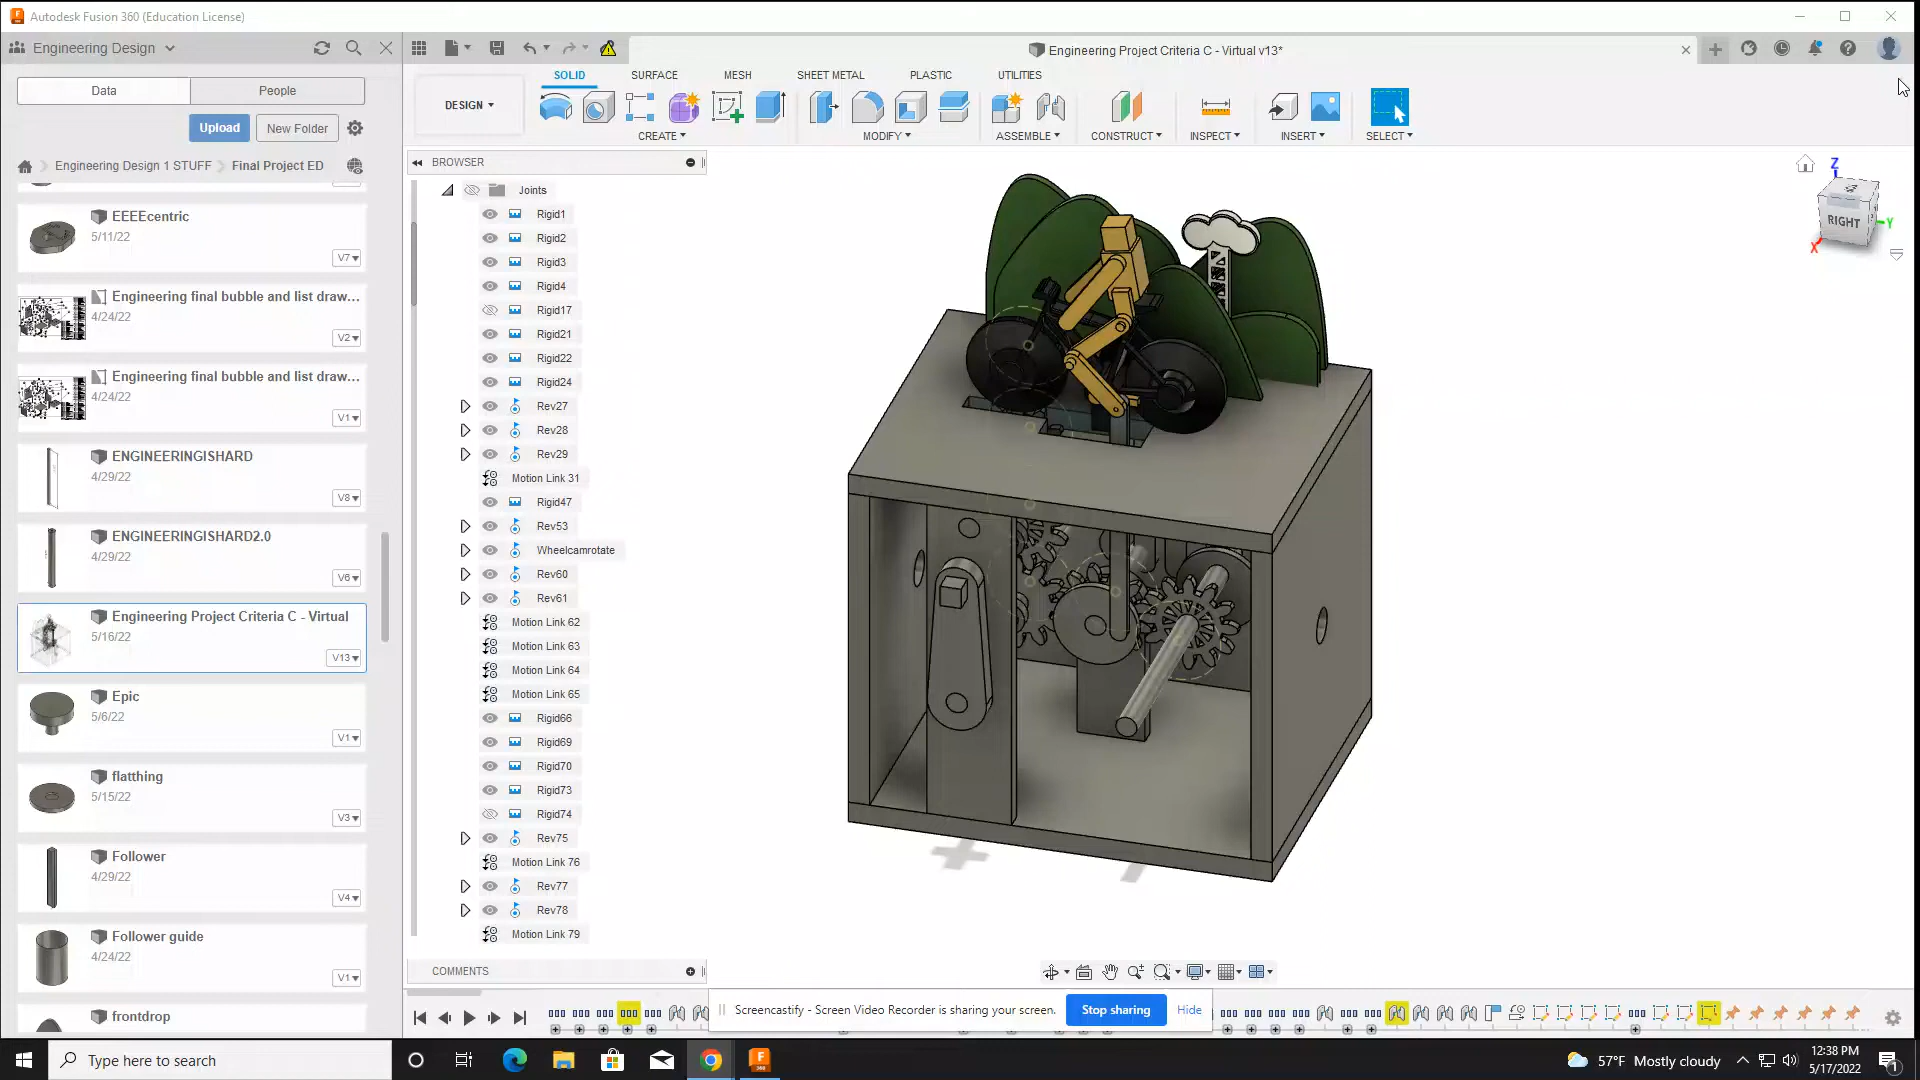 Autodesk Fusion 360 (Education License)
Engineering Design
Engineering Project Criteria C - Virtual v13*
Data
People
Upload
New Folder
Engineering Design 1 STUFF
Final Project ED
EEEEcentric
5/11/22
V7
Engineering final bubble and list draw...
4/24/22
V2
Engineering final bubble and list draw...
4/24/22
V1
ENGINEERINGISHARD
4/29/22
V8
ENGINEERINGISHARD2.0
4/29/22
V6
Engineering Project Criteria C - Virtual
5/16/22
V13
Epic
5/6/22
V1
flatthing
5/15/22
V3
Follower
4/29/22
V4
Follower guide
4/24/22
V1
frontdrop
DESIGN
SOLID
SURFACE
MESH
SHEET METAL
PLASTIC
UTILITIES
CREATE
MODIFY
ASSEMBLE
CONSTRUCT
INSPECT
INSERT
SELECT
BROWSER
Joints
Rigid1
Rigid2
Rigid3
Rigid4
Rigid17
Rigid21
Rigid22
Rigid24
Rev27
Rev28
Rev29
Motion Link 31
Rigid47
Rev53
Wheelcamrotate
Rev60
Rev61
Motion Link 62
Motion Link 63
Motion Link 64
Motion Link 65
Rigid66
Rigid69
Rigid70
Rigid73
Rigid74
Rev75
Motion Link 76
Rev77
Rev78
Motion Link 79
COMMENTS
Z
RIGHT
Y
X
Screencastify - Screen Video Recorder is sharing your screen.
Stop sharing
Hide
Type here to search
57°F Mostly cloudy
12:38 PM
5/17/2022
1